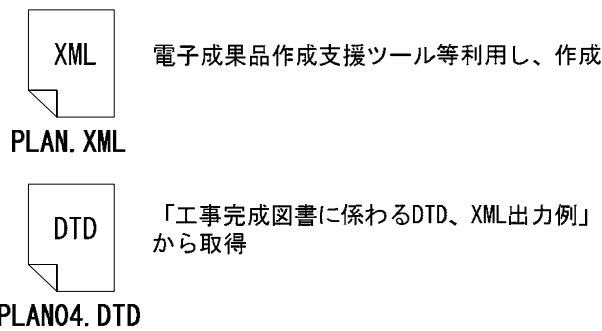 XML
電子成果品作成支援ツール等利用し、作成
PLAN.XML
DTD
「工事完成図書に係わるDTD、XML出力例」
から取得
PLAN04.DTD